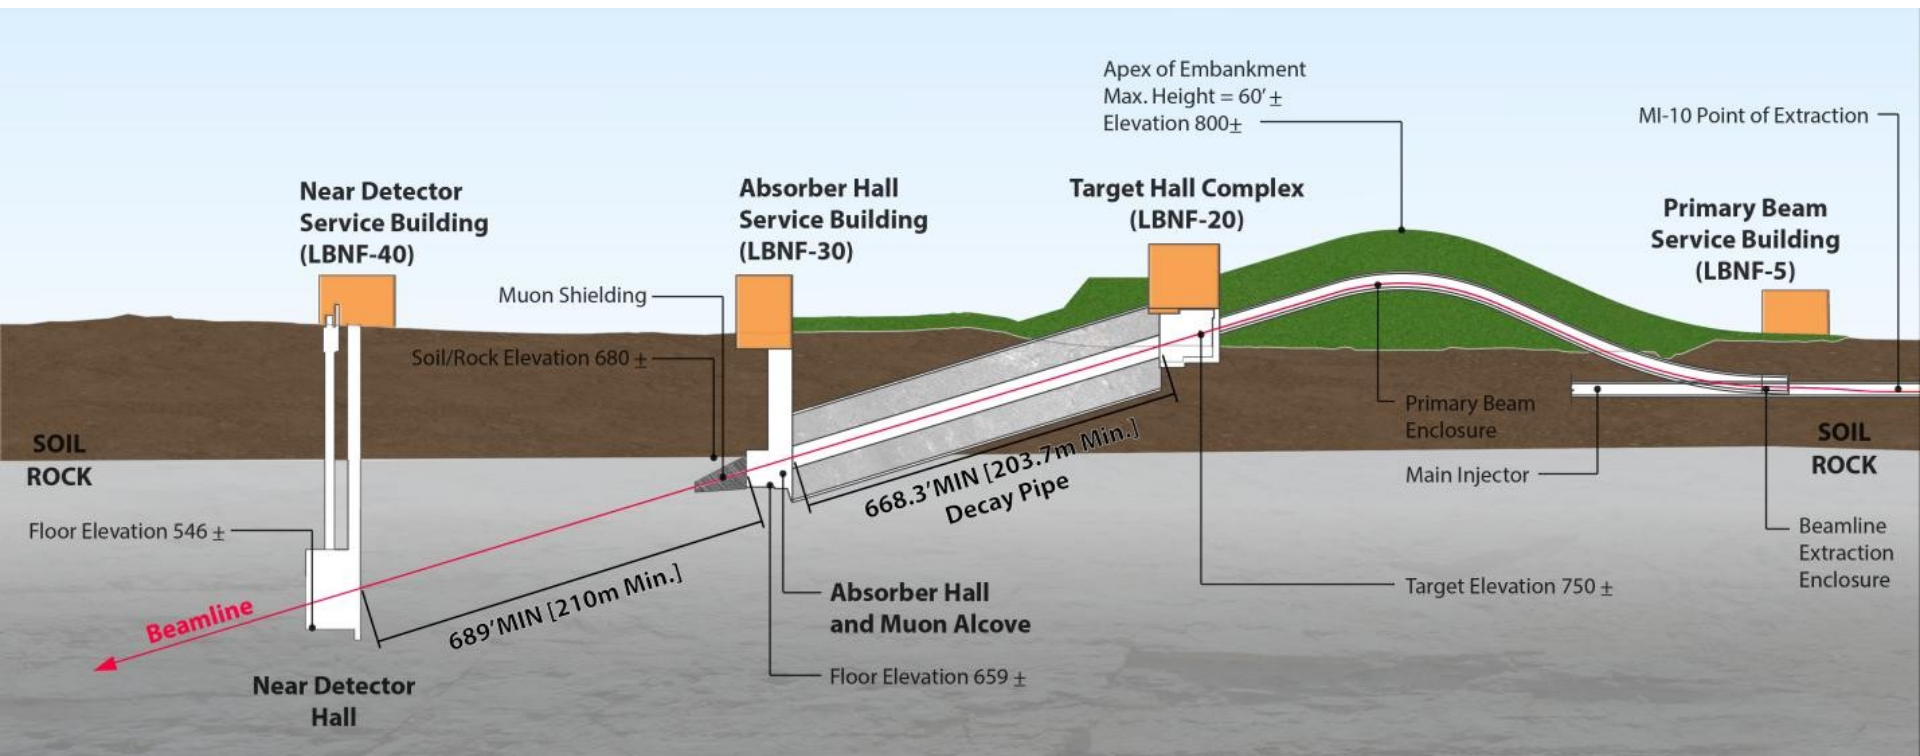 Apex of Embankment
Max. Height = 60’ ±
Elevation 800±
MI-10 Point of Extraction
Near Detector
Service Building
(LBNF-40)
Absorber Hall
Service Building
(LBNF-30)
Target Hall Complex
(LBNF-20)
Primary Beam
Service Building
(LBNF-5)
Muon Shielding
Soil/Rock Elevation 680 ±
SOIL
ROCK
Primary Beam
Enclosure
SOIL
ROCK
Main Injector
668.3’MIN [203.7m Min.]
Decay Pipe
Floor Elevation 546 ±
Beamline
Extraction
Enclosure
689’MIN [210m Min.]
Absorber Hall
and Muon Alcove
Target Elevation 750 ±
Beamline
Floor Elevation 659 ±
Near Detector
Hall